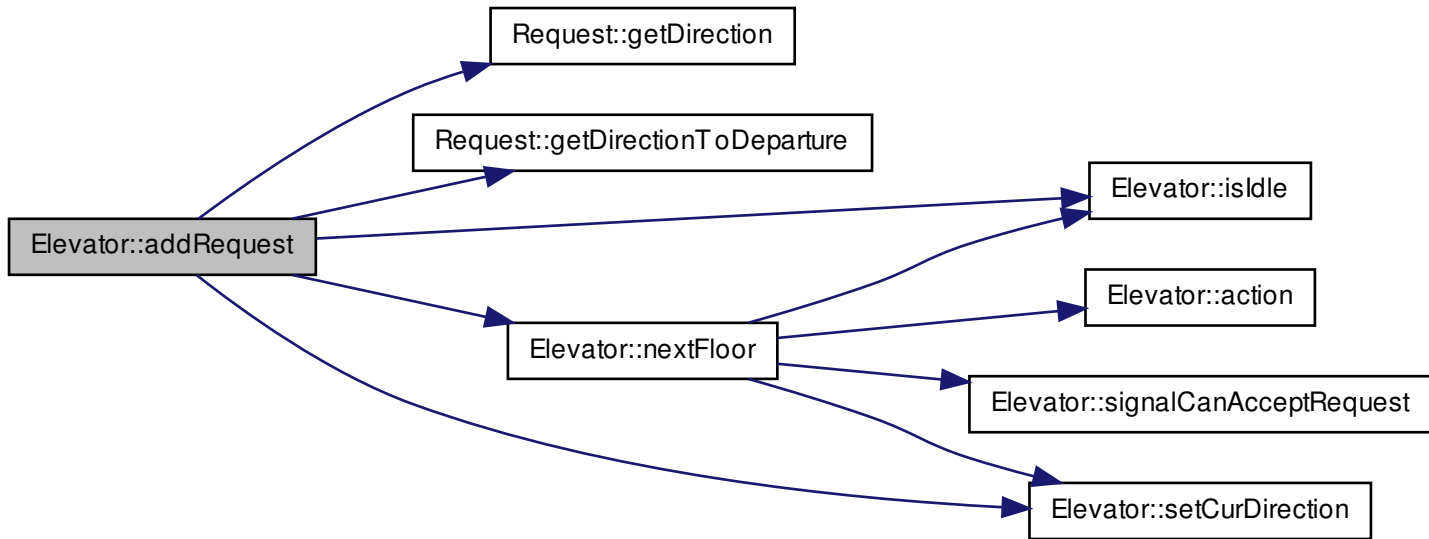 Request::getDirection
Request::getDirectionToDeparture
Elevator::isIdle
Elevator::addRequest
Elevator::action
Elevator::nextFloor
Elevator::signalCanAcceptRequest
Elevator::setCurDirection